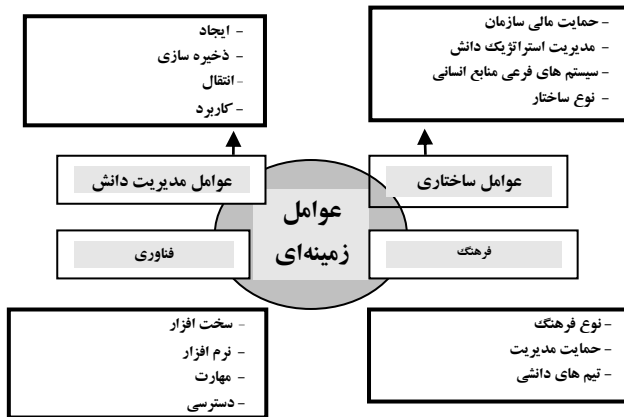 - حمایت مالی سازمان
- مدیریت استراتژیک دانش
- سیستم های فرعی منابع انسانی
- نوع ساختار
- ایجاد
- ذخیره سازی
-انتقال
- کاربرد
عوامل ساختاری
عوامل مدیریت دانش
عوامل
زمینه‌ای
فرهنگ
فناوری
- نوع فرهنگ
- حمایت مدیریت
- تیم های دانشی
- سخت افزار
- نرم افزار
- مهارت
- دسترسی